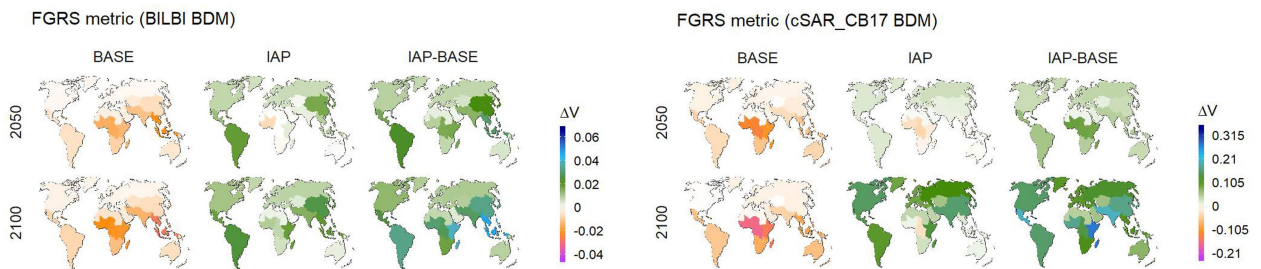 FGRS metric (BILBI BDM)
BASE
IAP
IAP-BASE
2050
2100
ΔV
0.06
0.04
0.02
0
-0.02
-0.04
FGRS metric (cSAR_CB17 BDM)
BASE
IAP
IAP-BASE
2050
2100
ΔV
0.315
0.21
0.105
0
-0.105
-0.21